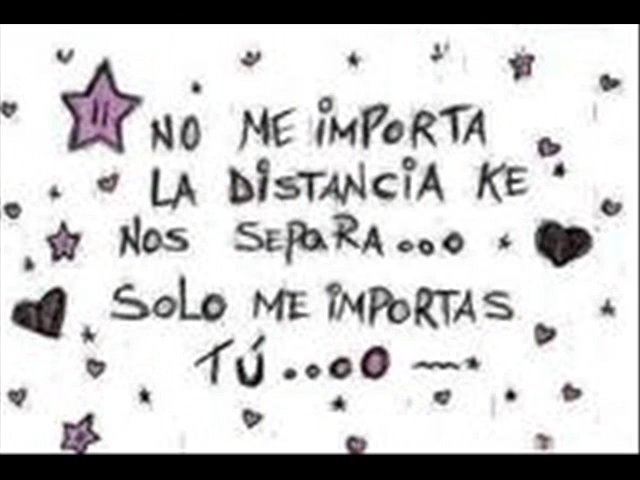 NO ME IMPORTA
LA DISTANCIA KE
NOS SEPARA...
SOLO ME IMPORTAS
TÚ....